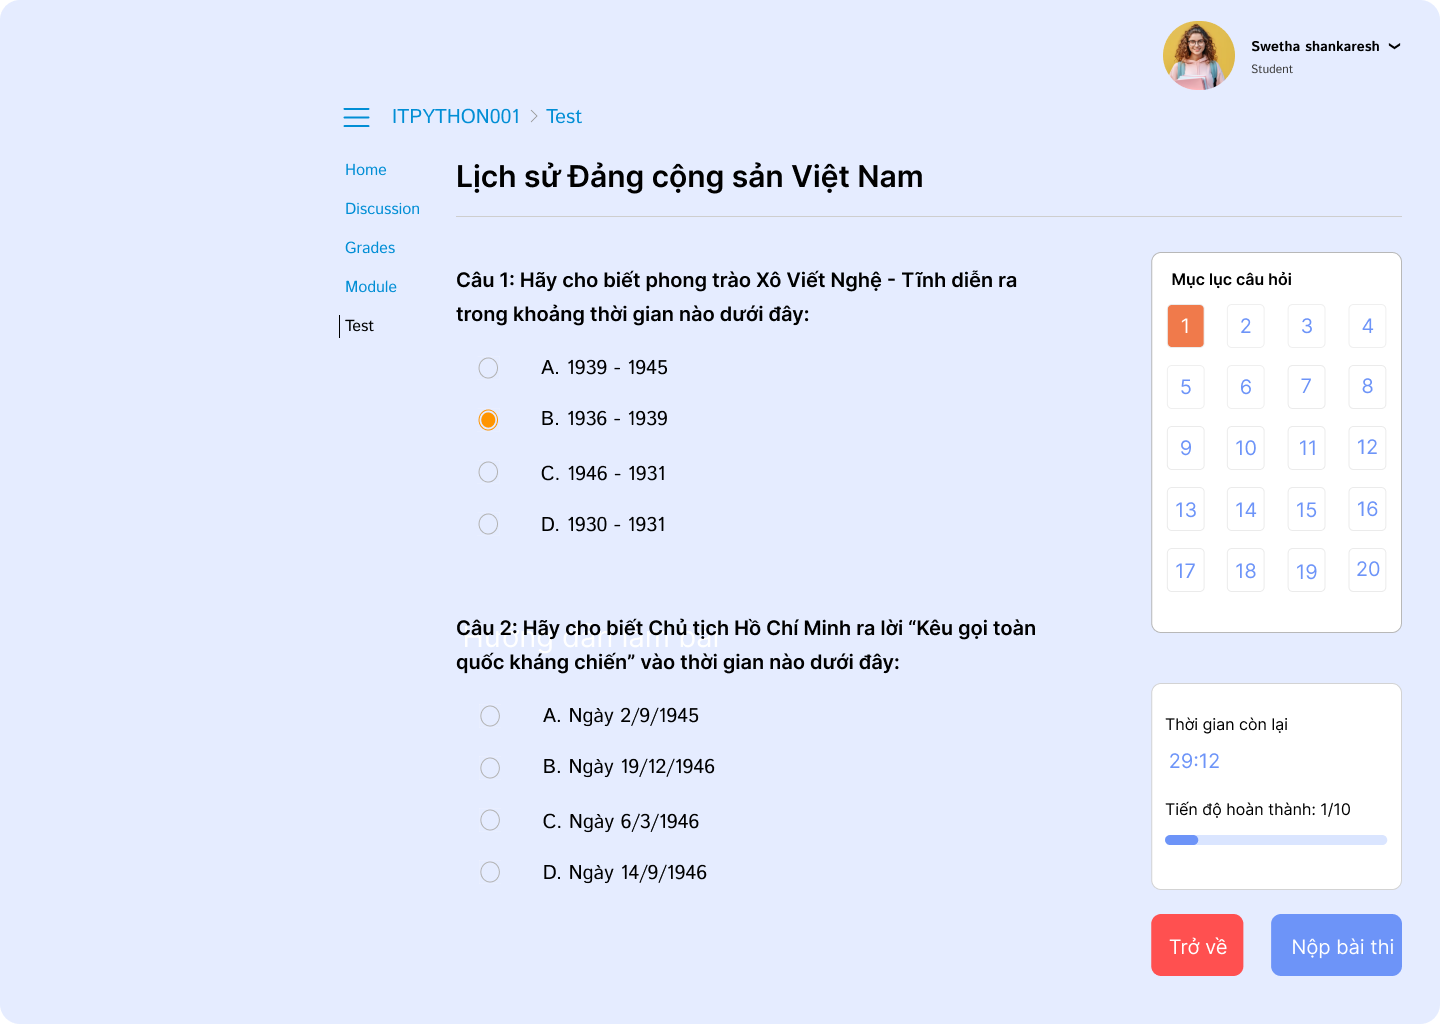 Swetha shankaresh
Student
ITPYTHON001 > Test
Home
Discussion
Grades
Module
Test
Lịch sử Đảng cộng sản Việt Nam
Câu 1: Hãy cho biết phong trào Xô Viết Nghệ - Tĩnh diễn ra
trong khoảng thời gian nào dưới đây:
A. 1939 - 1945
B. 1936 - 1939
C. 1946 - 1931
D. 1930 - 1931
Câu 2: Hãy cho biết Chủ tịch Hồ Chí Minh ra lời “Kêu gọi toàn
Hướng dẫn làm bài
quốc kháng chiến” vào thời gian nào dưới đây:
A. Ngày 2/9/1945
B. Ngày 19/12/1946
C. Ngày 6/3/1946
D. Ngày 14/9/1946
Mục lục câu hỏi
1 2 3 4
5 6 7 8
9 10 11 12
13 14 15 16
17 18 19 20
Thời gian còn lại
29:12
Tiến độ hoàn thành: 1/10
Trở về
Nộp bài thi